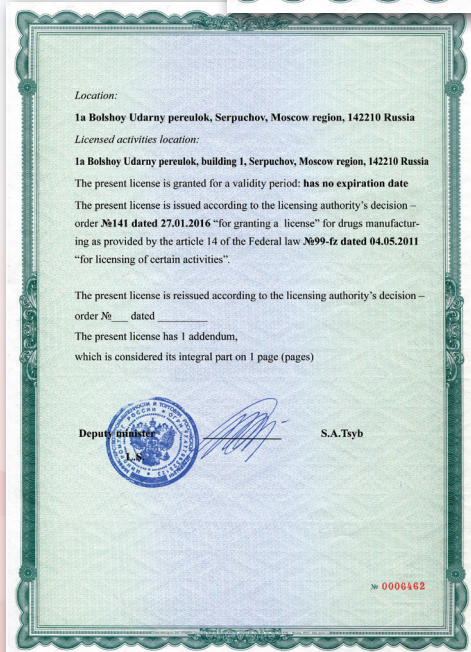 Location:
1a Bolshoy Udarny pereulok, Serpuchov, Moscow region, 142210 Russia
Licensed activities location:
1a Bolshoy Udarny pereulok, building 1, Serpuchov, Moscow region, 142210 Russia
The present license is granted for a validity period: has no expiration date
The present license is issued according to the licensing authority’s decision –
order №141 dated 27.01.2016 “for granting a license” for drugs manufactur-
ing as provided by the article 14 of the Federal law №99-fz dated 04.05.2011
“for licensing of certain activities”.
The present license is reissued according to the licensing authority’s decision –
order №___ dated _________
The present license has 1 addendum,
which is considered its integral part on 1 page (pages)
Deputy minister ______________ S.A.Tsyb
L.S.
№ 0006462